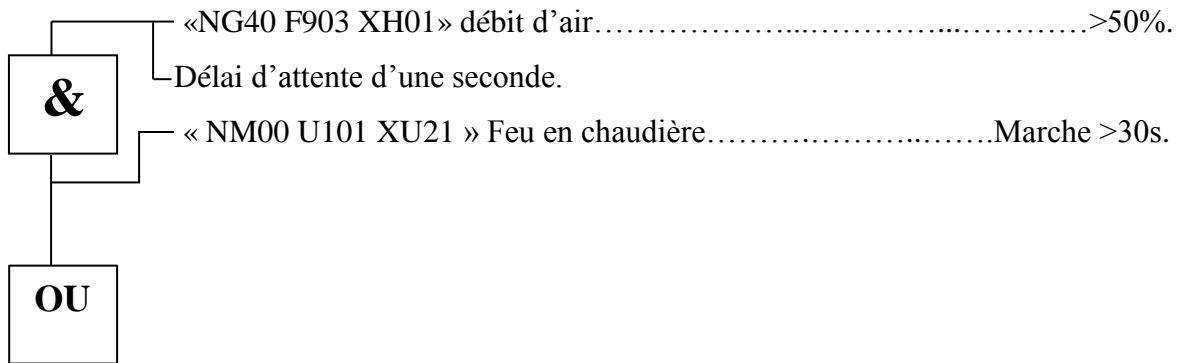 «NG40 F903 XH01» débit d’air………………...…………...…………>50%.
&
Délai d’attente d’une seconde.
« NM00 U101 XU21 » Feu en chaudière……….………..…….Marche >30s.
OU